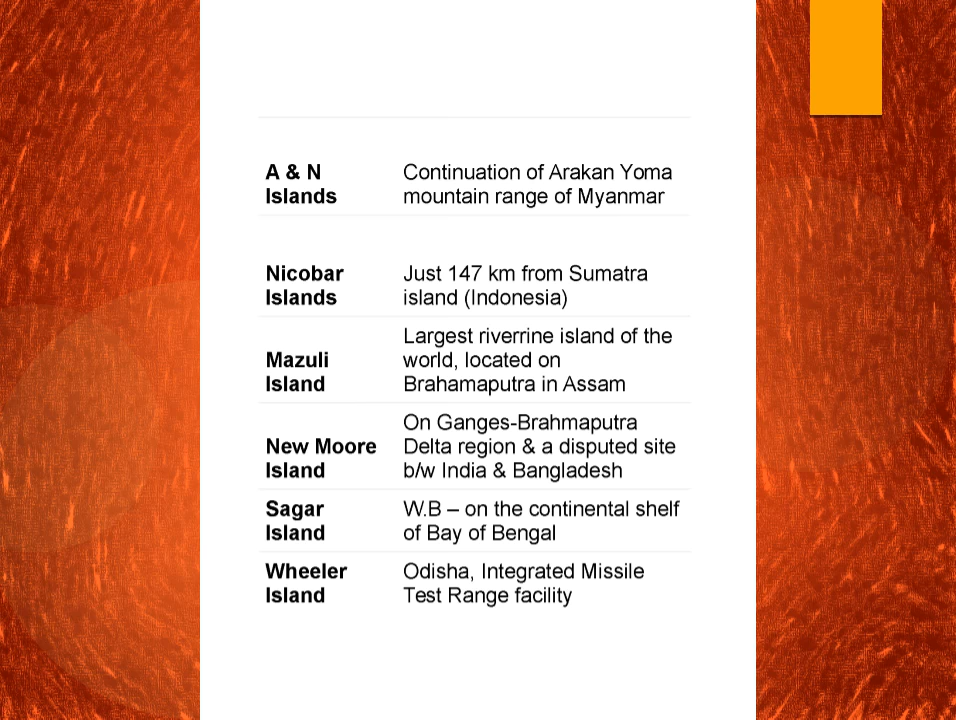 A & N Continuation of Arakan Yoma
Islands mountain range of Myanmar
Nicobar Just 147 km from Sumatra
Islands island (Indonesia)
Largest riverrine island of the
Mazuli world, located on
Island Brahamaputra in Assam
On Ganges-Brahmaputra
New Moore Delta region & a disputed site
Island b/w India & Bangladesh
Sagar W.B – on the continental shelf
Island of Bay of Bengal
Wheeler Odisha, Integrated Missile
Island Test Range facility